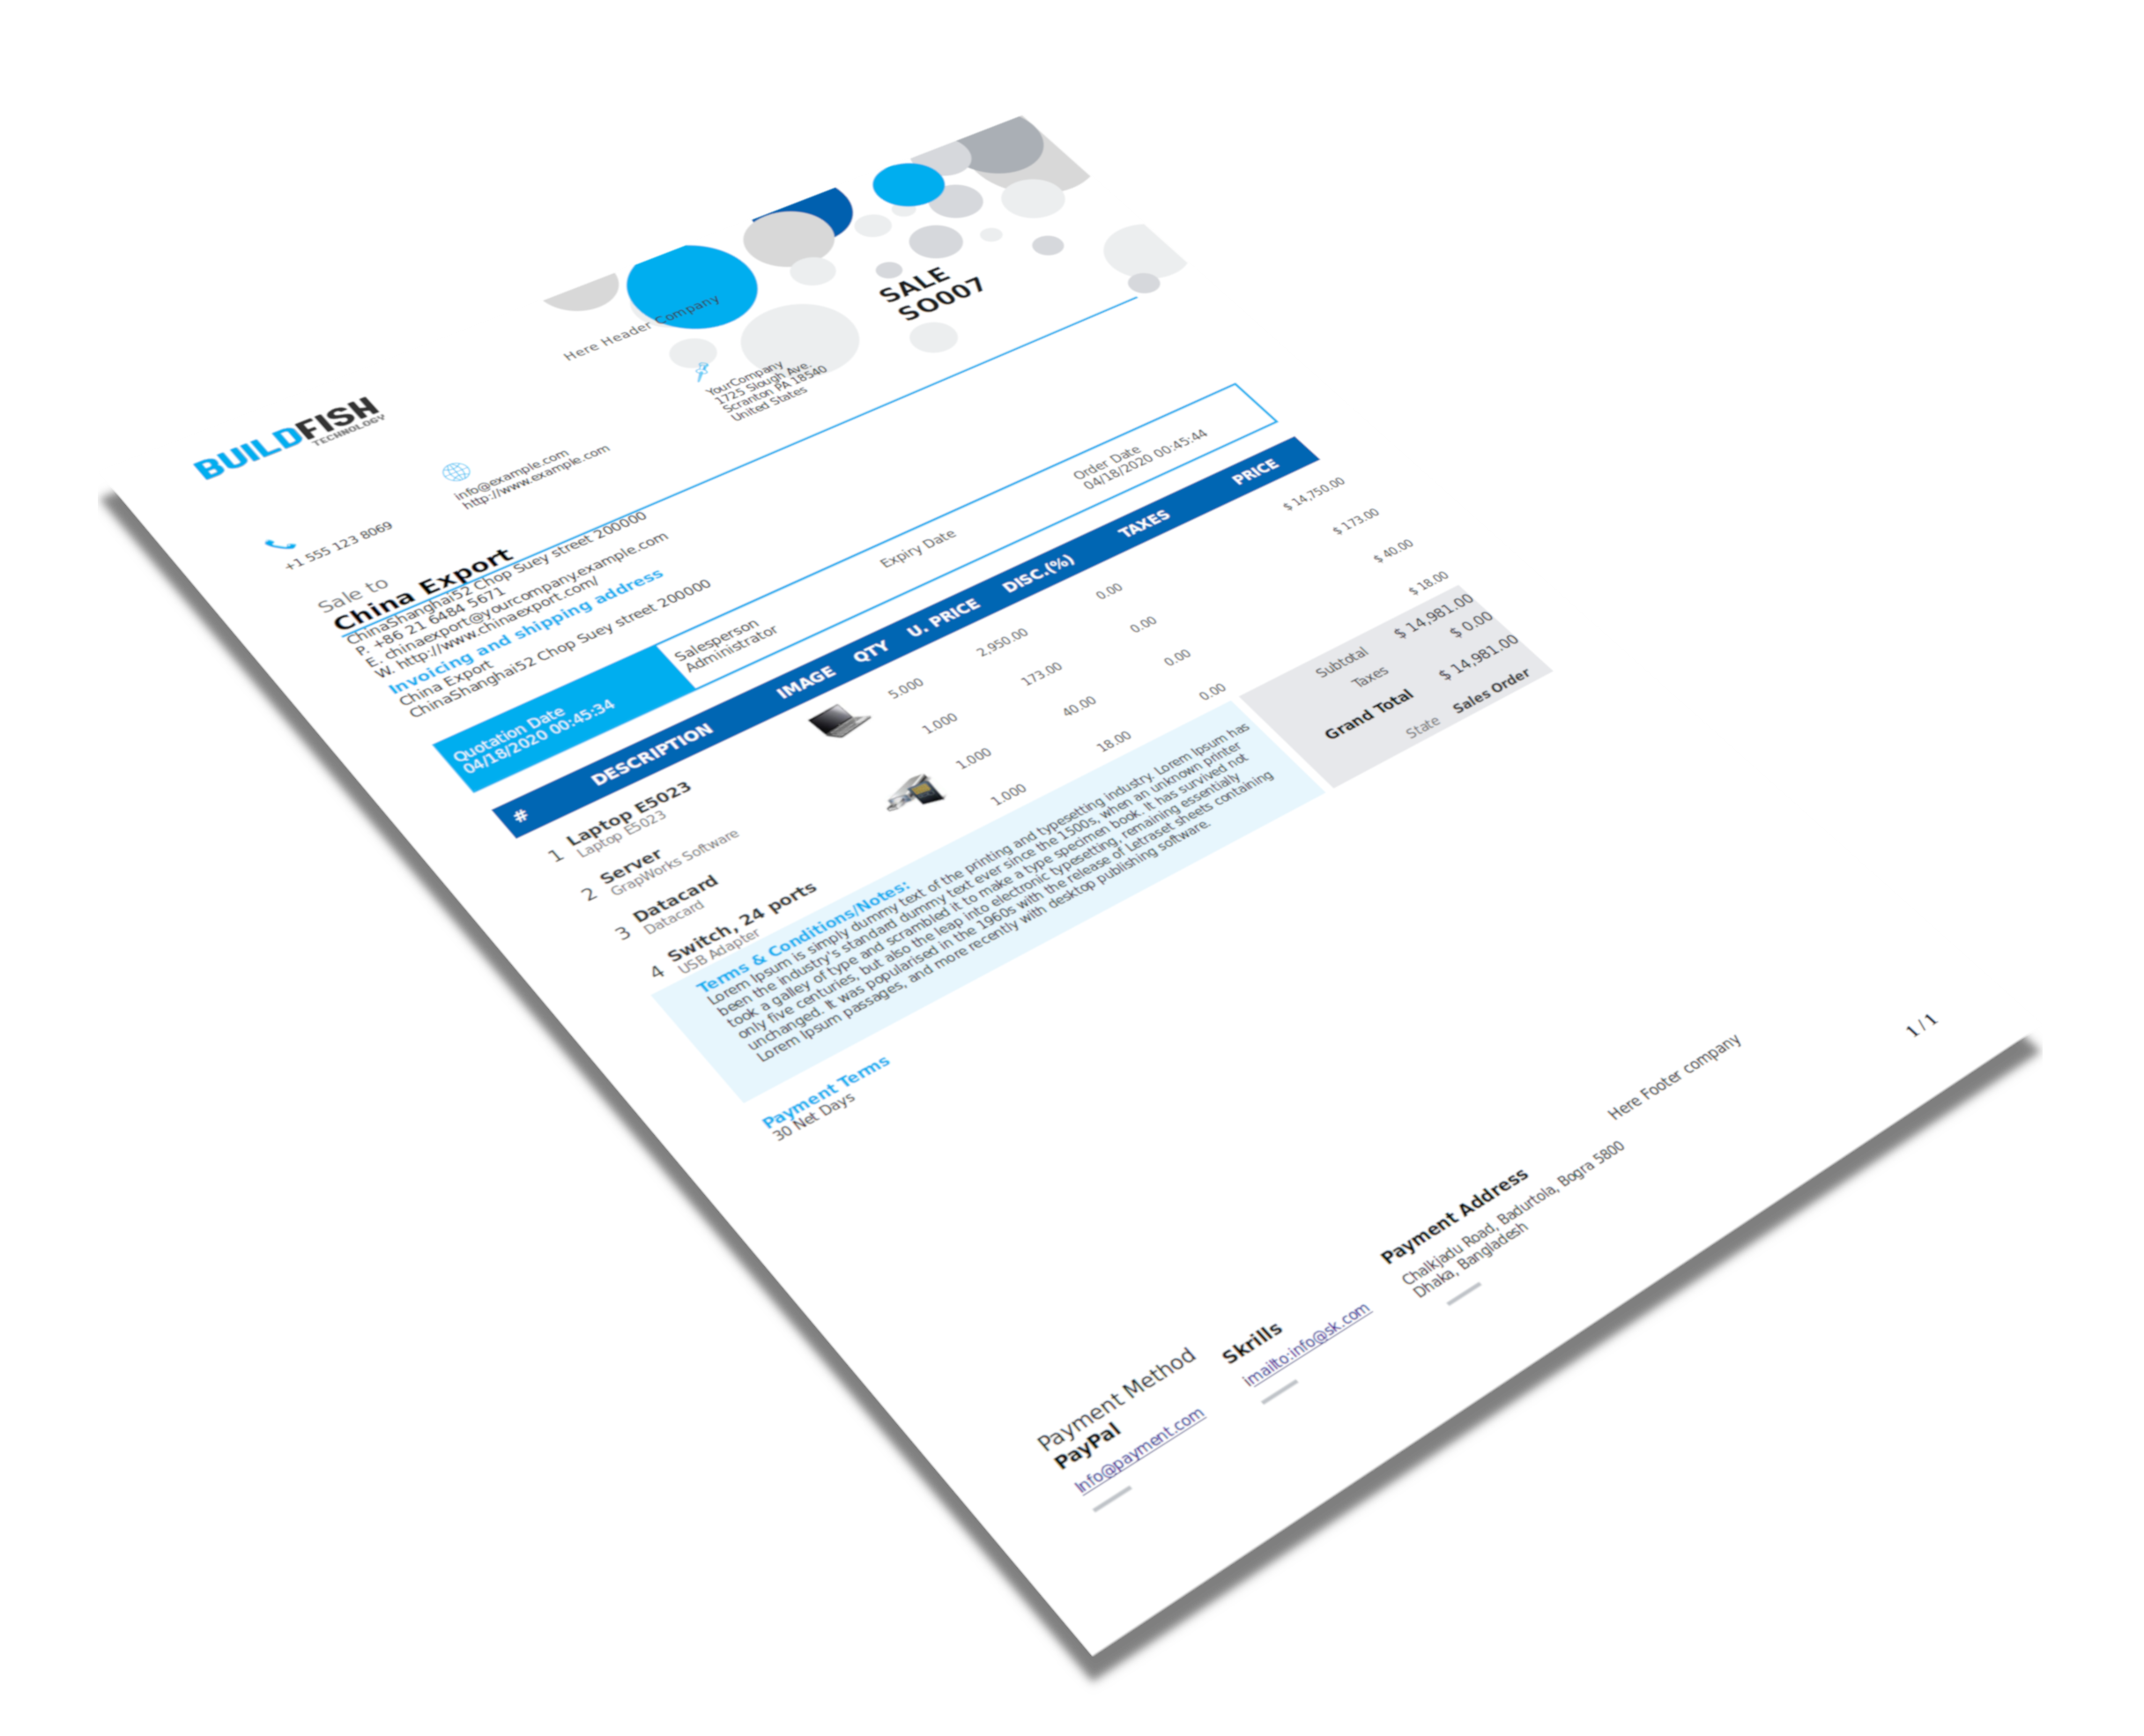 Here Header Company
SALE
SO007
BUILDFISH
TECHNOLOGY
+1 555 123 8069
info@example.com
http://www.example.com
YourCompany
1725 Slough Ave.
Scranton PA 18540
United States
Sale to
China Export
ChinaShanghai52 Chop Suey street 200000
P. +86 21 6484 5671
E. chinaexport@yourcompany.example.com
W. http://www.chinaexport.com/
Invoicing and shipping address
China Export
ChinaShanghai52 Chop Suey street 200000
Quotation Date
04/18/2020 00:45:34
Salesperson
Administrator
Expiry Date
Order Date
04/18/2020 00:45:44
# DESCRIPTION IMAGE QTY U. PRICE DISC.(%) TAXES PRICE
1 Laptop E5023 5.000 2,950.00 0.00 $ 14,750.00
Laptop E5023
2 Server 1.000 173.00 0.00 $ 173.00
GrapWorks Software
3 Datacard 1.000 40.00 0.00 $ 40.00
Datacard
4 Switch, 24 ports 1.000 18.00 0.00 $ 18.00
USB Adapter
Subtotal $ 14,981.00
Taxes $ 0.00
Grand Total $ 14,981.00
State Sales Order
Terms & Conditions/Notes:
Lorem Ipsum is simply dummy text of the printing and typesetting industry. Lorem Ipsum has
been the industry's standard dummy text ever since the 1500s, when an unknown printer
took a galley of type and scrambled it to make a type specimen book. It has survived not
only five centuries, but also the leap into electronic typesetting, remaining essentially
unchanged. It was popularised in the 1960s with the release of Letraset sheets containing
Lorem Ipsum passages, and more recently with desktop publishing software.
Payment Terms
30 Net Days
Payment Method
PayPal
Info@payment.com
Skrills
imailto:info@sk.com
Payment Address
Chalkjadu Road, Badurtola, Bogra 5800
Dhaka, Bangladesh
Here Footer company
1 / 1